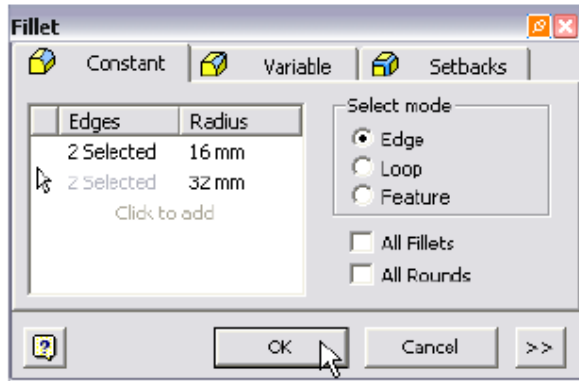 Fillet
Constant
Variable
Setbacks
Edges Radius
2 Selected 16 mm
2 Selected 32 mm
Click to add
Select mode
Edge
Loop
Feature
All Fillets
All Rounds
? OK Cancel >>